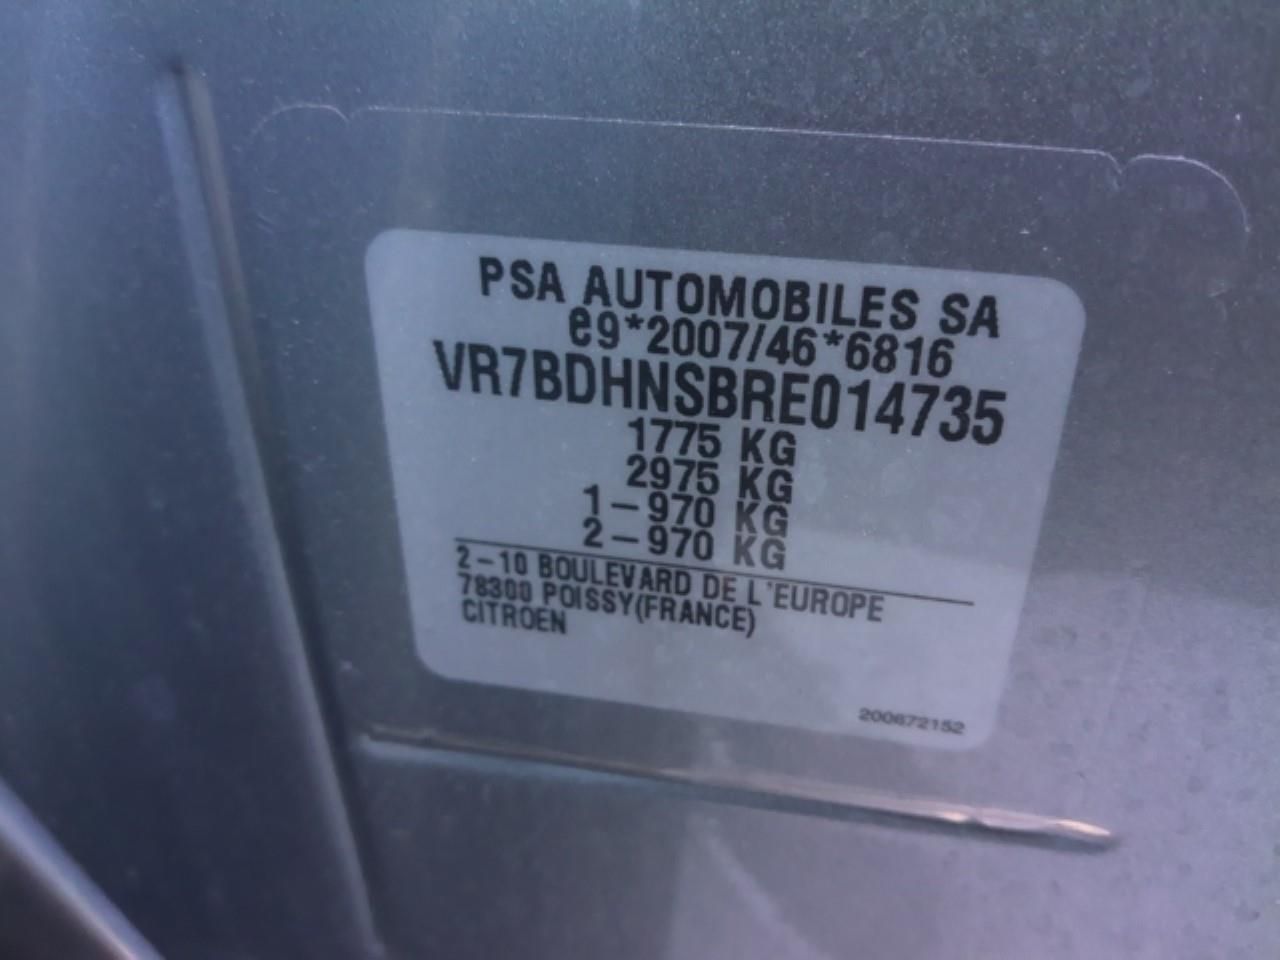 PSA AUTOMOBILES SA
e9*2007/46*6816
VR7BDHNSBRE014735
1775 KG
2975 KG
1-970 KG
2-970 KG
2-10 BOULEVARD DE L'EUROPE
78300 POISSY(FRANCE)
CITROEN
200672152